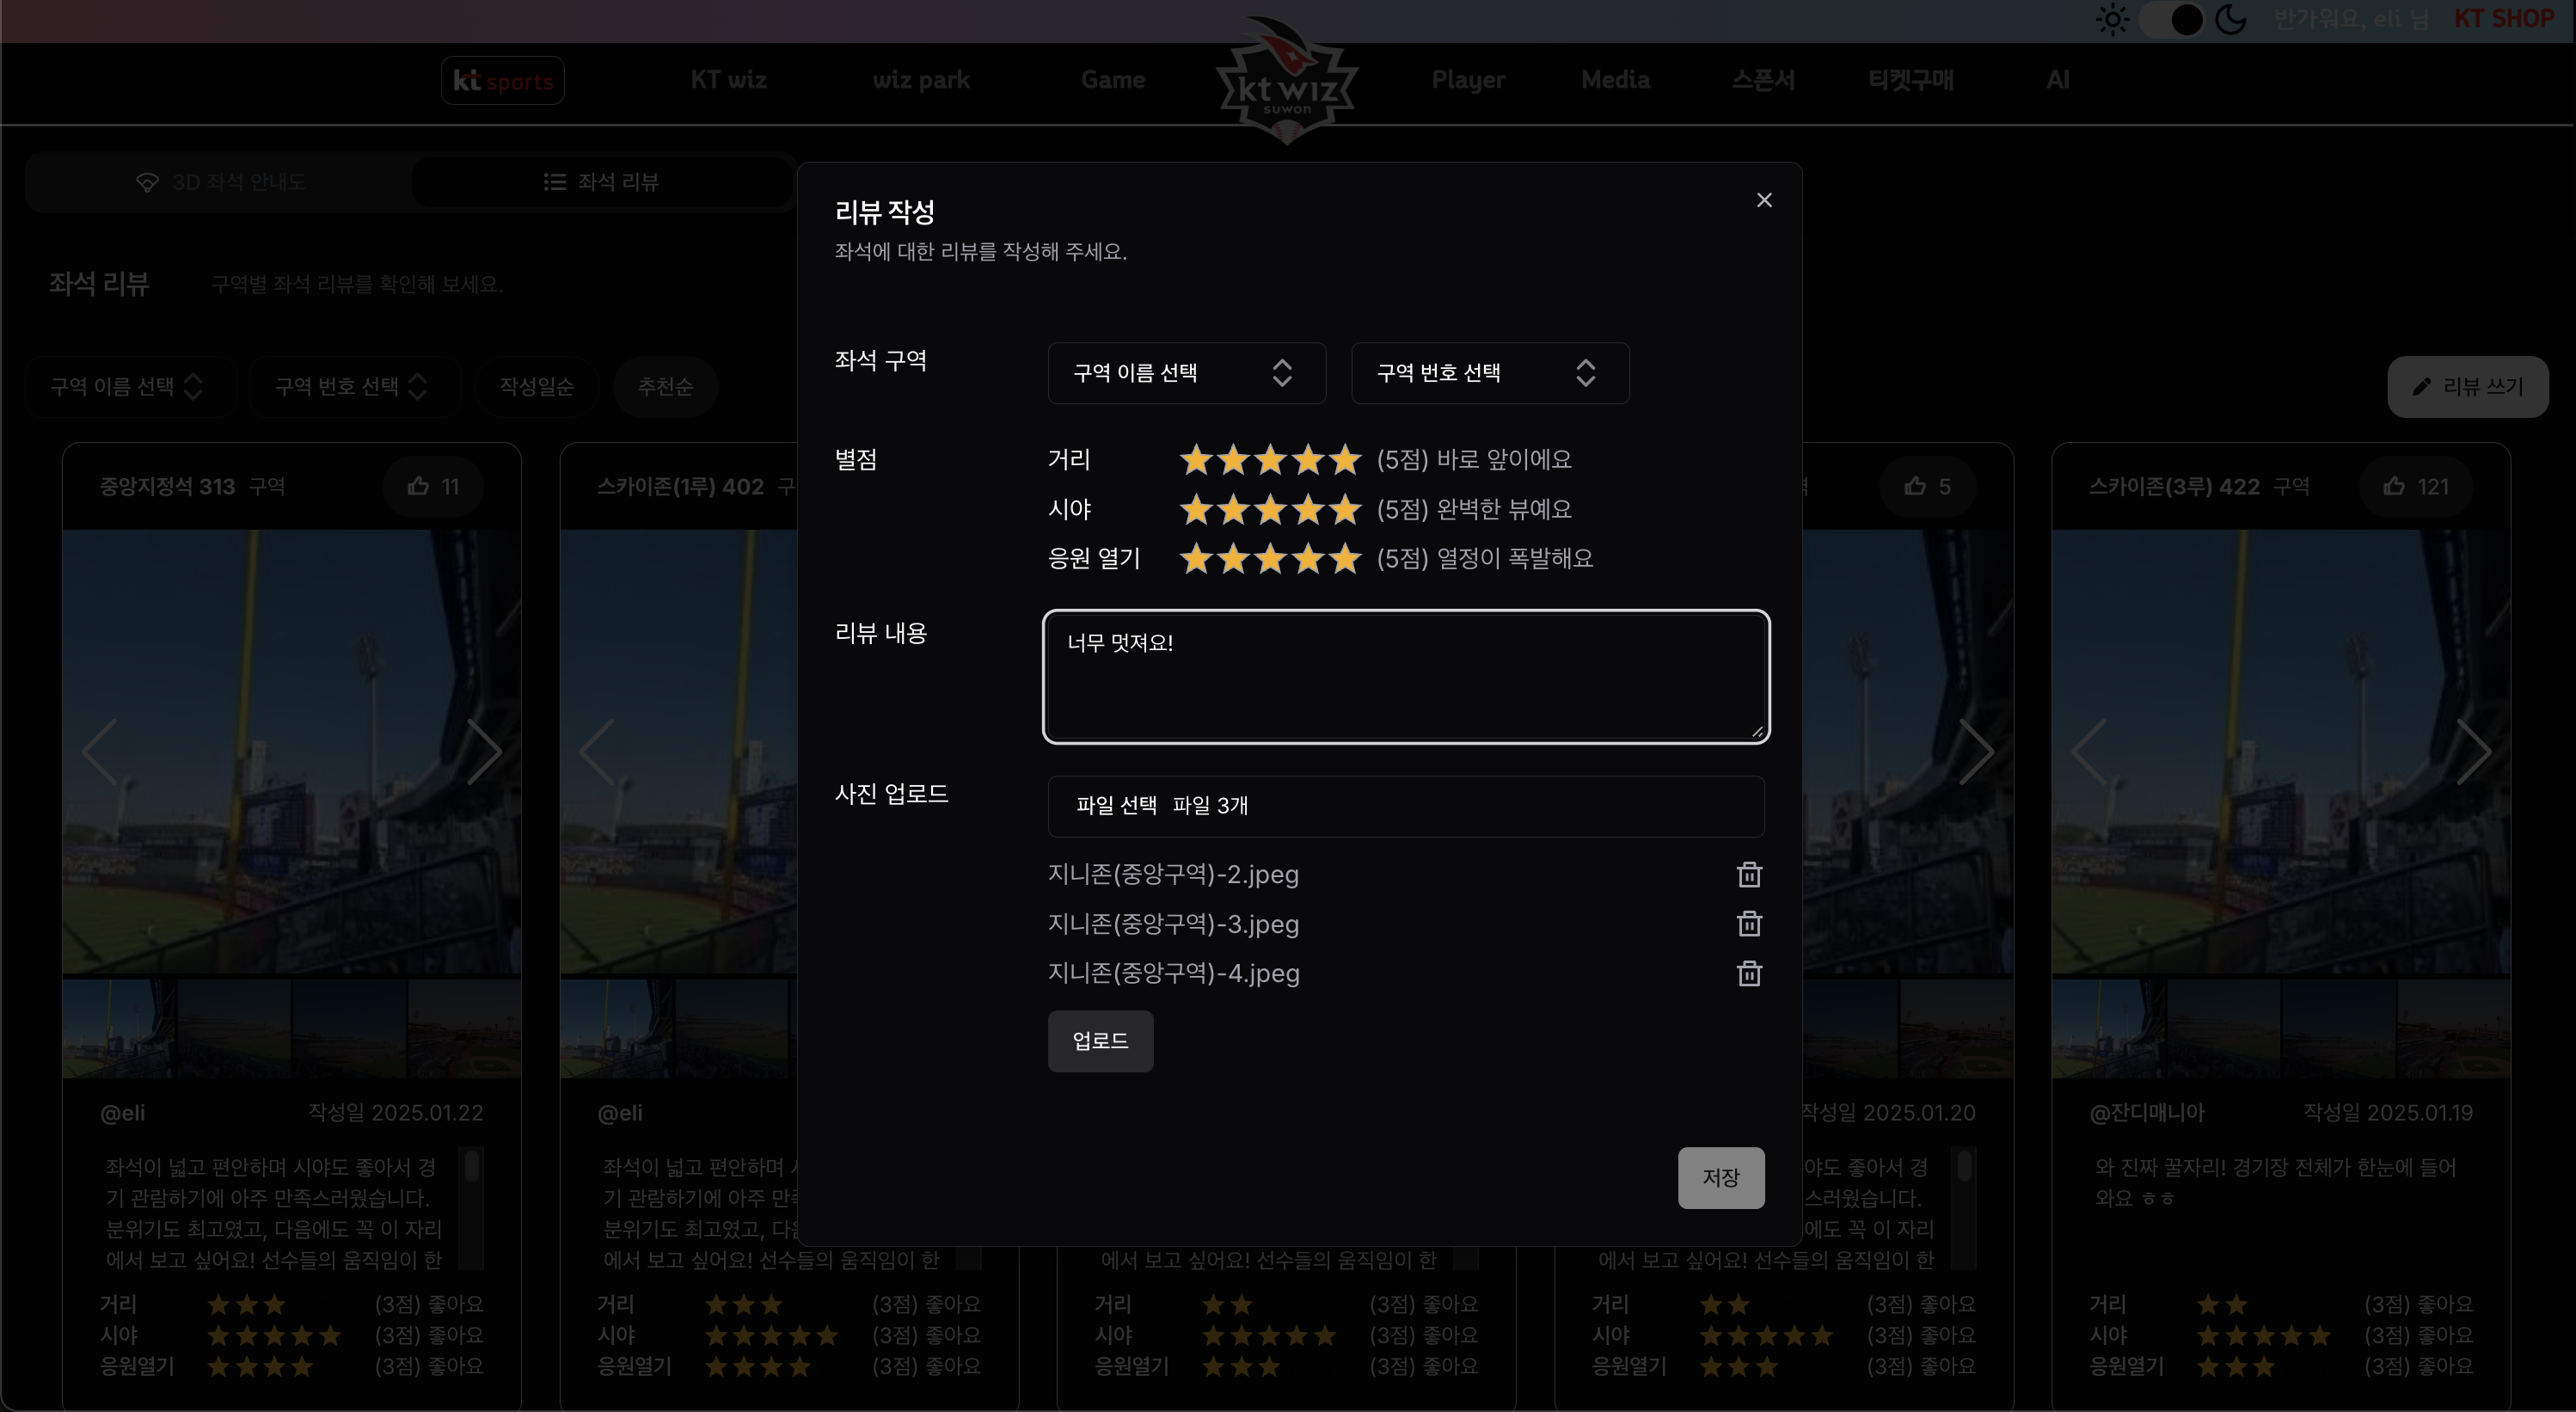 반가워요, eli 님 KT SHOP
kt sports KT wiz wiz park Game kt wiz suwon Player Media 스폰서 티켓구매 AI
3D 좌석 안내도 좌석 리뷰
좌석 리뷰 구역별 좌석 리뷰를 확인해 보세요.
구역 이름 선택 구역 번호 선택 작성일순 추천순
리뷰 쓰기
리뷰 작성
좌석에 대한 리뷰를 작성해 주세요.
좌석 구역 구역 이름 선택 구역 번호 선택
별점 거리 (5점) 바로 앞이에요
시야 (5점) 완벽한 뷰예요
응원 열기 (5점) 열정이 폭발해요
리뷰 내용 너무 멋져요!
사진 업로드 파일 선택 파일 3개
지니존(중앙구역)-2.jpeg
지니존(중앙구역)-3.jpeg
지니존(중앙구역)-4.jpeg
업로드
저장
중앙지정석 313 구역 11
@eli 작성일 2025.01.22
좌석이 넓고 편안하며 시야도 좋아서 경
기 관람하기에 아주 만족스러웠습니다.
분위기도 최고였고, 다음에도 꼭 이 자리
에서 보고 싶어요! 선수들의 움직임이 한
거리 (3점) 좋아요
시야 (3점) 좋아요
응원열기 (3점) 좋아요
스카이존(1루) 402
@eli
좌석이 넓고 편안하며
기 관람하기에 아주
분위기도 최고였고,
에서 보고 싶어요! 선수들의 움직임이 한
거리 (3점) 좋아요
시야 (3점) 좋아요
응원열기 (3점) 좋아요
에서 보고 싶어요! 선수들의 움직임이 한
거리 (3점) 좋아요
시야 (3점) 좋아요
응원열기 (3점) 좋아요
5
작성일 2025.01.20
야도 좋아서 경
스러웠습니다.
에도 꼭 이 자리
에서 보고 싶어요! 선수들의 움직임이 한
거리 (3점) 좋아요
시야 (3점) 좋아요
응원열기 (3점) 좋아요
스카이존(3루) 422 구역 121
@잔디매니아 작성일 2025.01.19
와 진짜 꿀자리! 경기장 전체가 한눈에 들어
와요 ㅎㅎ
거리 (3점) 좋아요
시야 (3점) 좋아요
응원열기 (3점) 좋아요